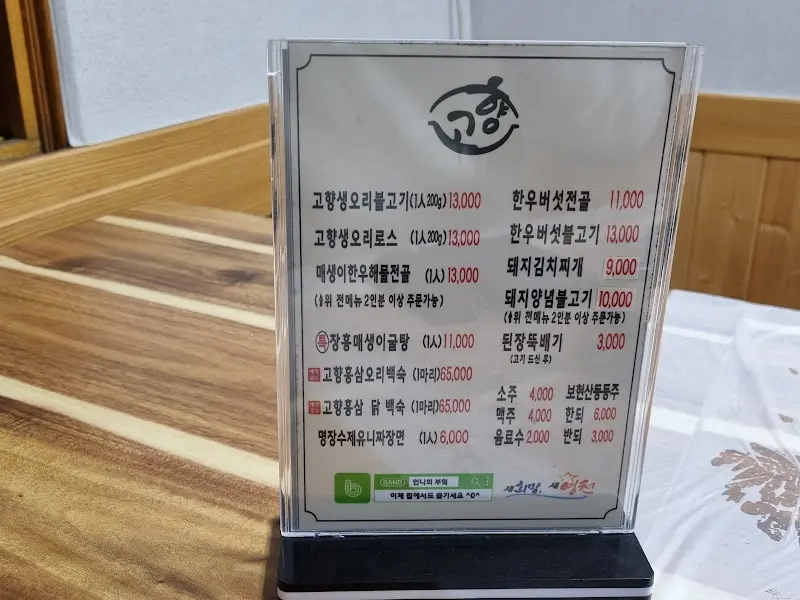 고향
고향생오리불고기(1人200g) 13,000
고향생오리로스 (1人200g) 13,000
매생이한우해물전골 (1人) 13,000
(⬆위 전메뉴 2인분 이상 주문가능)
특 장흥매생이굴탕 (1人) 11,000
고향홍삼오리백숙 (1마리) 65,000
고향홍삼 닭 백숙 (1마리) 65,000
명장수제유니짜장면 (1人) 6,000
한우버섯전골 11,000
한우버섯불고기 13,000
돼지김치찌개 9,000
돼지양념불고기 10,000
(⬆위 전메뉴 2인분 이상 주문가능)
된장뚝배기 3,000
(고기 드신 후)
소주 4,000
맥주 4,000
음료수 2,000
보현산동동주
한되 6,000
반되 3,000
b
BAND 언니의 부엌
이제 집에서도 즐기세요 ^0^
새희망, 새영천